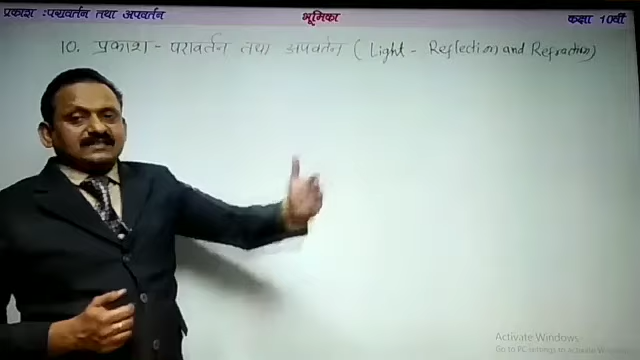 प्रकाश :परावर्तन तथा अपवर्तन
भूमिका
कक्षा 10वीं
10. प्रकाश - परावर्तन तथा अपवर्तन (Light - Reflection and Refraction)
Activate Windows
Go to PC settings to Activate Windows